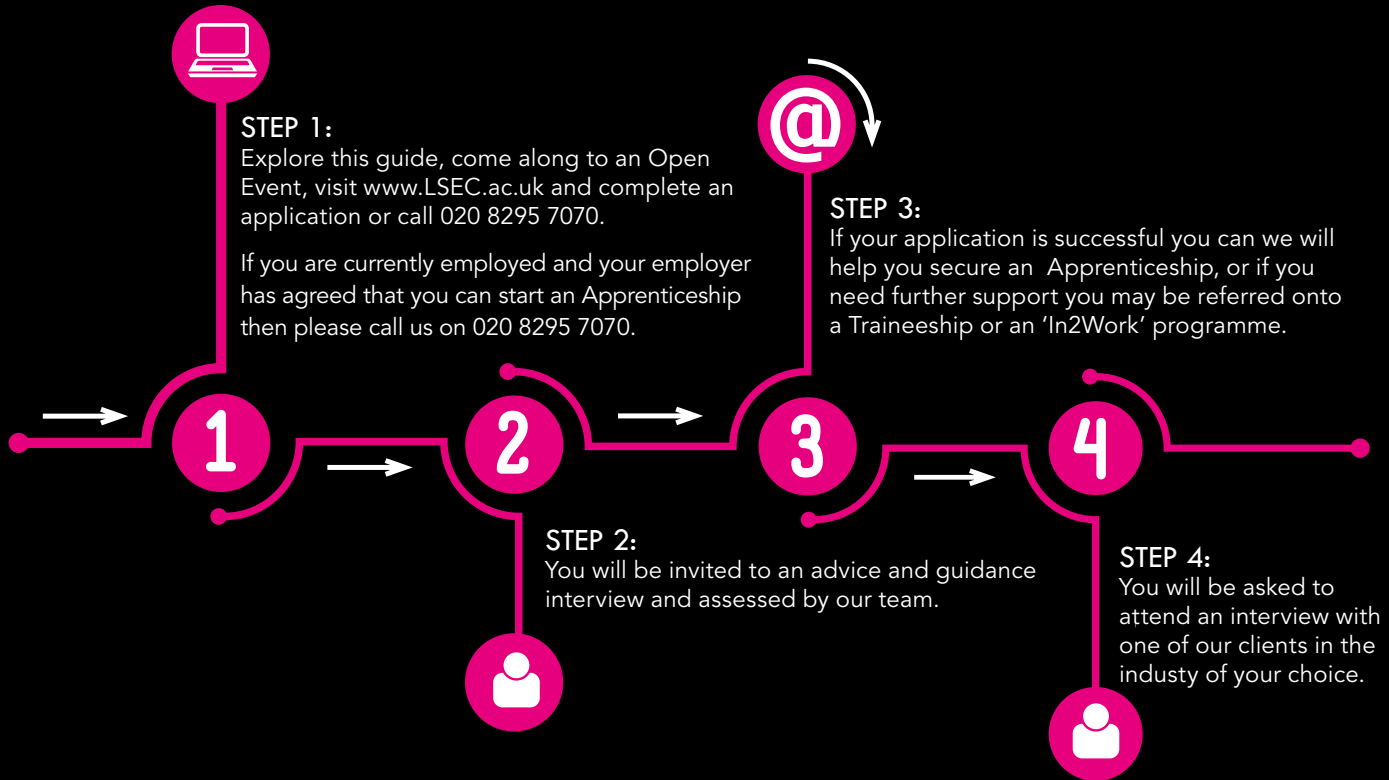 STEP 1:
Explore this guide, come along to an Open
Event, visit www.LSEC.ac.uk and complete an
application or call 020 8295 7070.
If you are currently employed and your employer
has agreed that you can start an Apprenticeship
then please call us on 020 8295 7070.
@
STEP 3:
If your application is successful you can we will
help you secure an Apprenticeship, or if you
need further support you may be referred onto
a Traineeship or an ‘In2Work’ programme.
1
2
3
4
STEP 2:
You will be invited to an advice and guidance
interview and assessed by our team.
STEP 4:
You will be asked to
attend an interview with
one of our clients in the
industy of your choice.